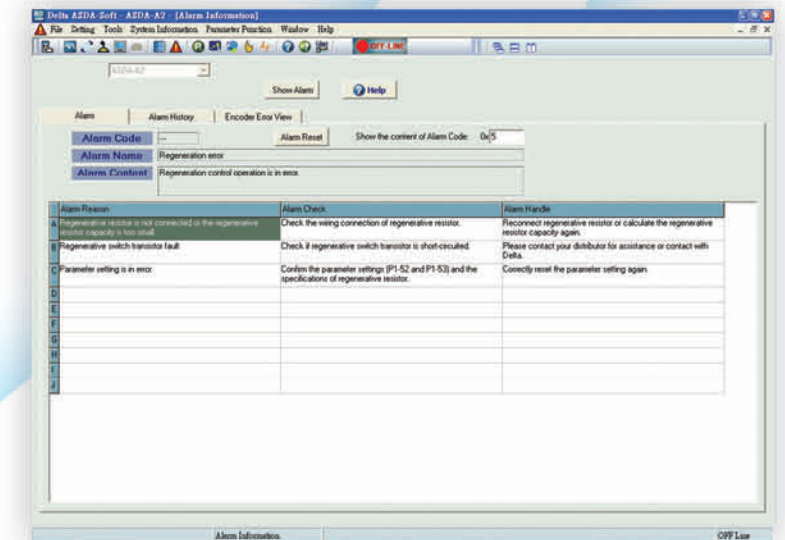 Delta ASDA-Soft - ASDA-A2 - [Alarm Information]
File Setting Tools System Information Parameter Function Window Help
OFF-LINE
ASDA-A2
Show Alarm Help
Alarm Alarm History Encoder Error View
Alarm Code --- Alarm Reset Show the content of Alarm Code: 0x 5
Alarm Name Regeneration error
Alarm Content Regeneration control operation is in error.
Alarm Reason Alarm Check Alarm Handle
A Regenerative resistor is not connected or the regenerative Check the wiring connection of regenerative resistor. Reconnect regenerative resistor or calculate the regenerative
resistor capacity is too small. resistor capacity again.
B Regenerative switch transistor fault Check if regenerative switch transistor is short-circuited. Please contact your distributor for assistance or contact with
Delta.
C Parameter setting is in error. Confirm the parameter settings (P1-52 and P1-53) and the Correctly reset the parameter setting again.
specifications of regenerative resistor.
D
E
F
G
H
I
J
Alarm Information. OFF Line